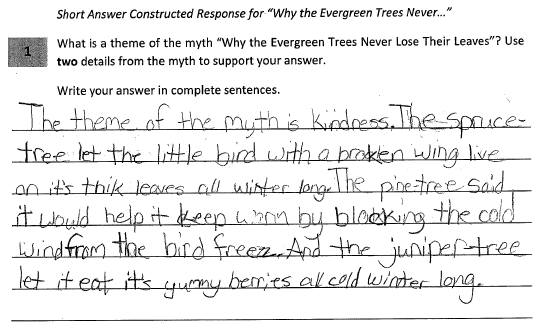 Short Answer Constructed Response for "Why the Evergreen Trees Never..."
1
What is a theme of the myth "Why the Evergreen Trees Never Lose Their Leaves"? Use
two details from the myth to support your answer.
Write your answer in complete sentences.
The theme of the myth is kindness. The spruce-
tree let the little bird with a broken wing live
on it's thik leaves all winter long. The pine-tree said
it would help it keep warm by blocking the cold
wind from the bird freez. And the juniper-tree
let it eat it's yummy berries all cold winter long.